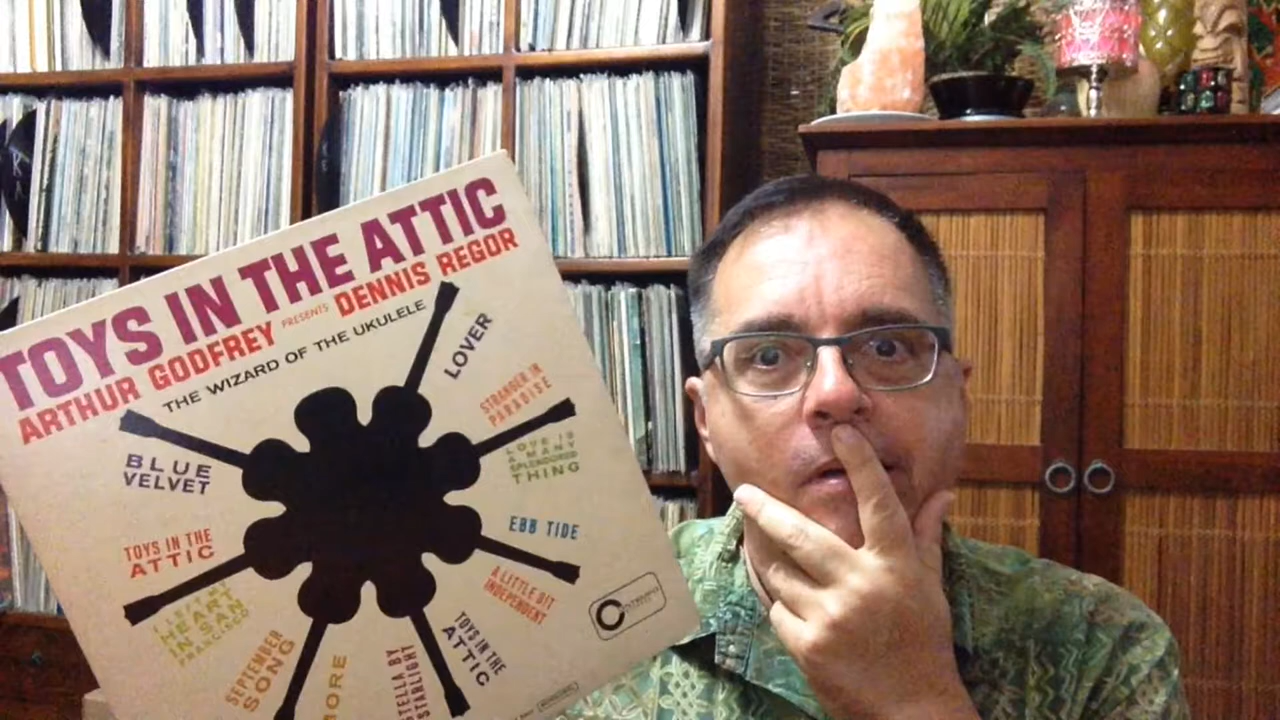 TOYS IN THE ATTIC
ARTHUR GODFREY PRESENTS DENNIS REGOR
THE WIZARD OF THE UKULELE
LOVER
STRANGER IN
PARADISE
LOVE IS
A MANY
SPLENDORED
THING
EBB TIDE
A LITTLE BIT
INDEPENDENT
TOYS IN THE
ATTIC
STELLA BY
STARLIGHT
MORE
SEPTEMBER
SONG
HEART
IN SAN
FRANCISCO
TOYS IN THE
ATTIC
BLUE
VELVET